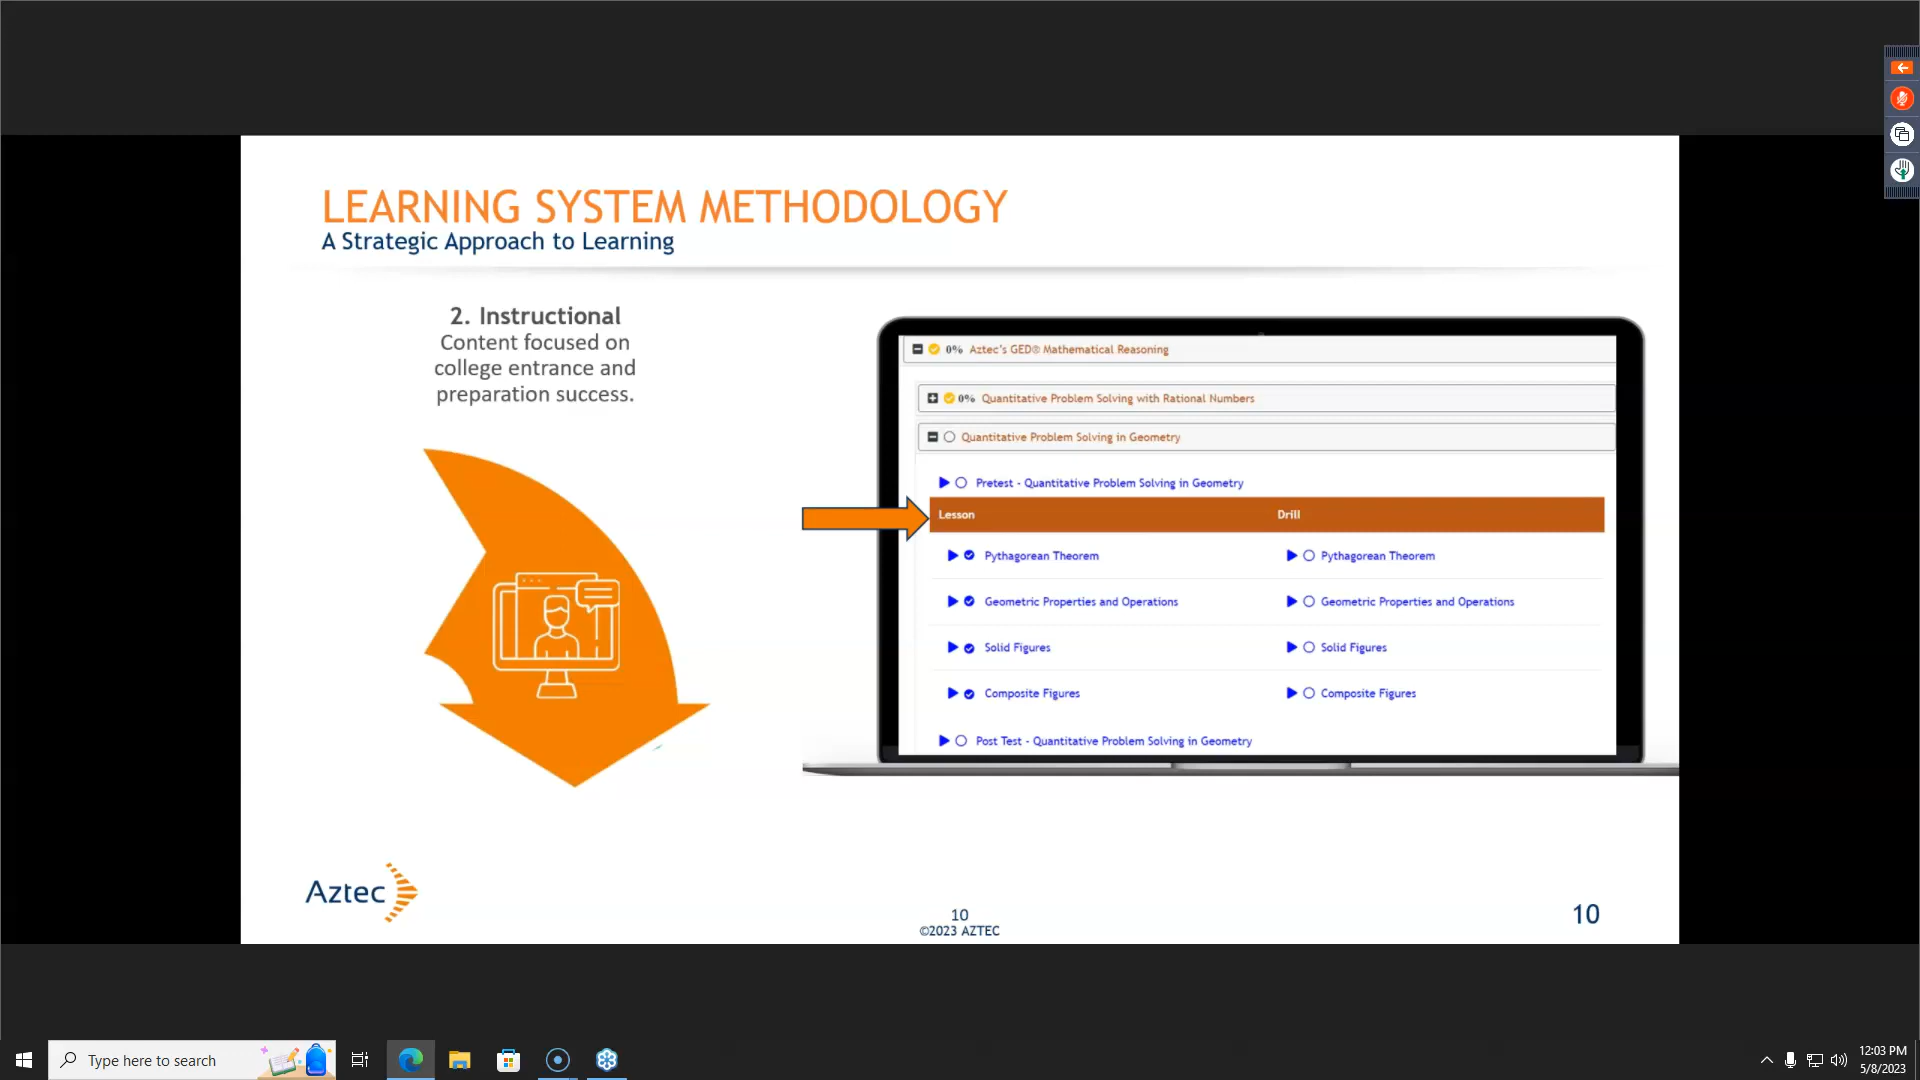 LEARNING SYSTEM METHODOLOGY
A Strategic Approach to Learning
2. Instructional
Content focused on
college entrance and
preparation success.
0% Aztec's GED® Mathematical Reasoning
0% Quantitative Problem Solving with Rational Numbers
Quantitative Problem Solving in Geometry
Pretest - Quantitative Problem Solving in Geometry
Lesson Drill
Pythagorean Theorem Pythagorean Theorem
Geometric Properties and Operations Geometric Properties and Operations
Solid Figures Solid Figures
Composite Figures Composite Figures
Post Test - Quantitative Problem Solving in Geometry
Aztec
10
©2023 AZTEC
10
Type here to search
12:03 PM
5/8/2023